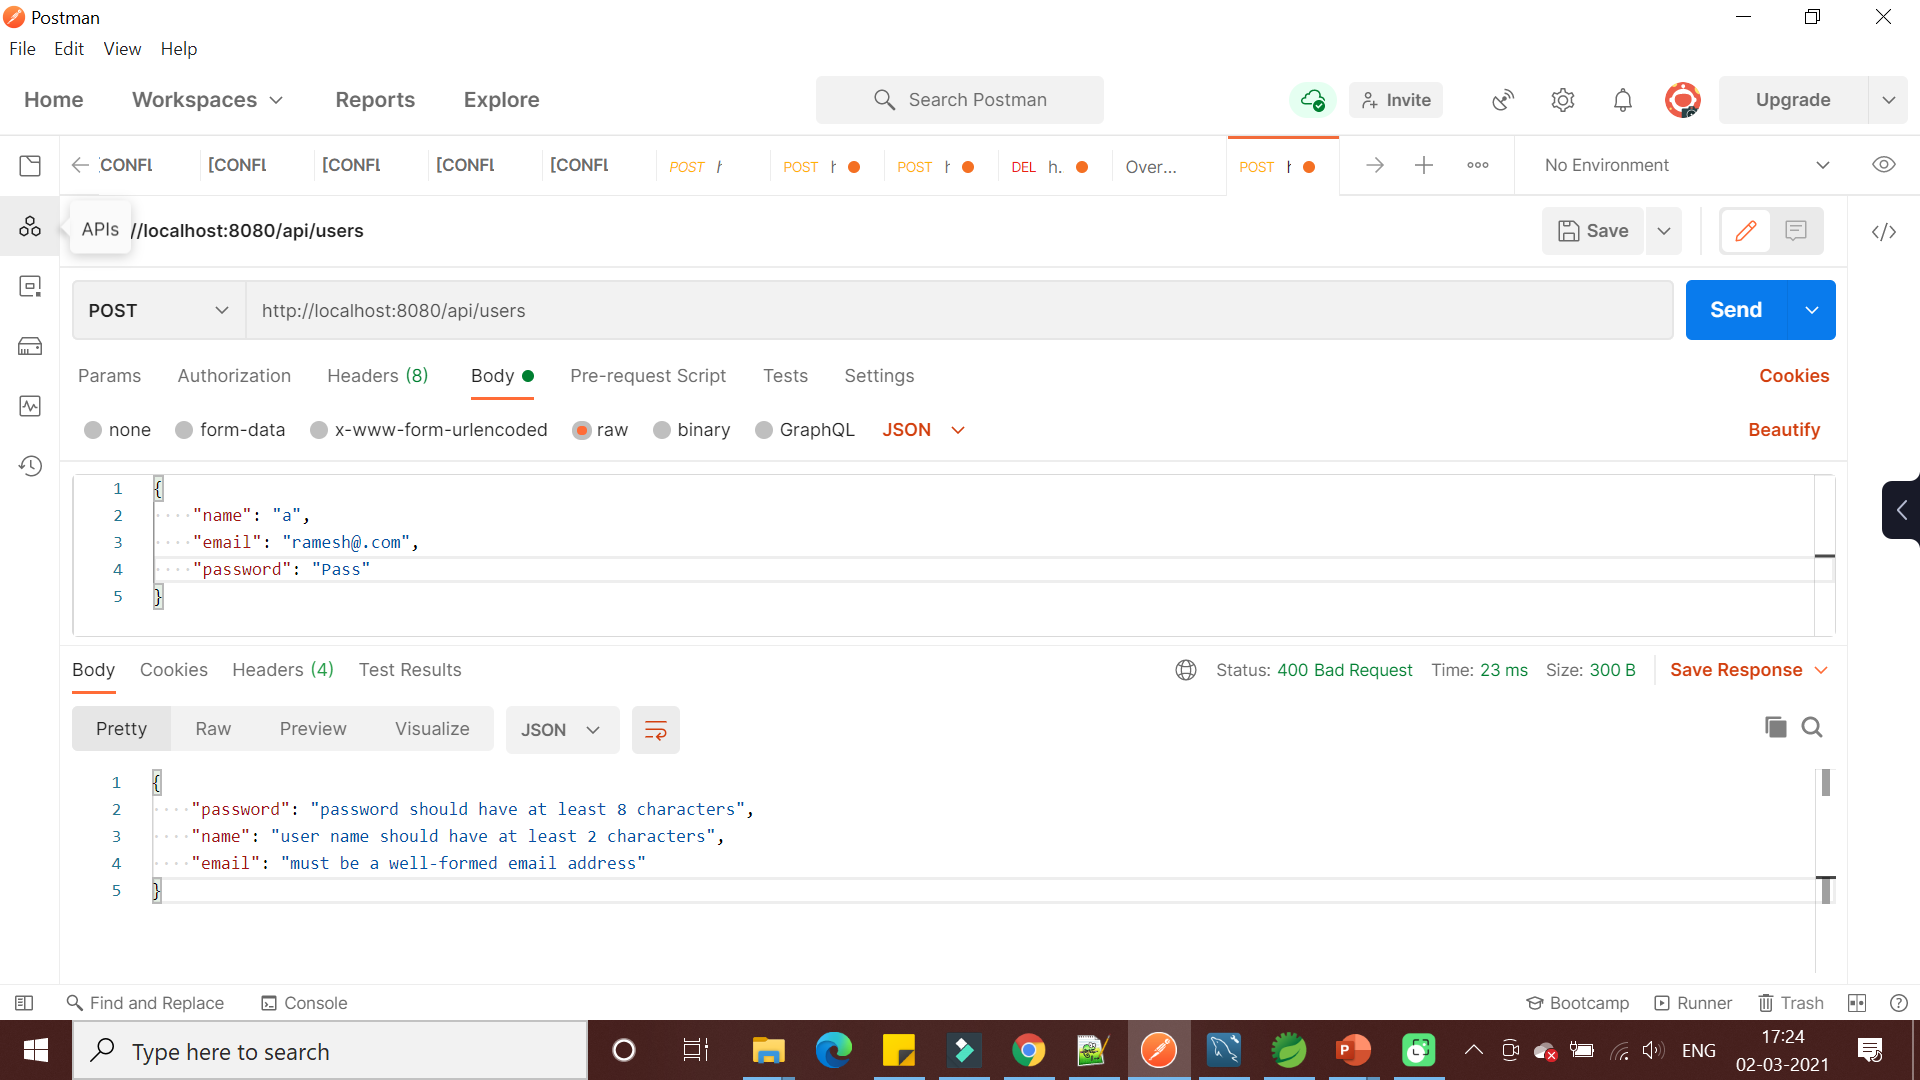 Postman
File Edit View Help
Home Workspaces Reports Explore Search Postman Invite Upgrade
[CONFL [CONFL [CONFL [CONFL POST POST POST DEL h. Over... POST No Environment
APIs //localhost:8080/api/users Save
POST http://localhost:8080/api/users Send
Params Authorization Headers (8) Body Pre-request Script Tests Settings Cookies
none form-data x-www-form-urlencoded raw binary GraphQL JSON Beautify
1 {
2 "name": "a",
3 "email": "ramesh@.com",
4 "password": "Pass"
5 }
Body Cookies Headers (4) Test Results Status: 400 Bad Request Time: 23 ms Size: 300 B Save Response
Pretty Raw Preview Visualize JSON
1 {
2 "password": "password should have at least 8 characters",
3 "name": "user name should have at least 2 characters",
4 "email": "must be a well-formed email address"
5 }
Find and Replace Console Bootcamp Runner Trash
Type here to search ENG 17:24
02-03-2021